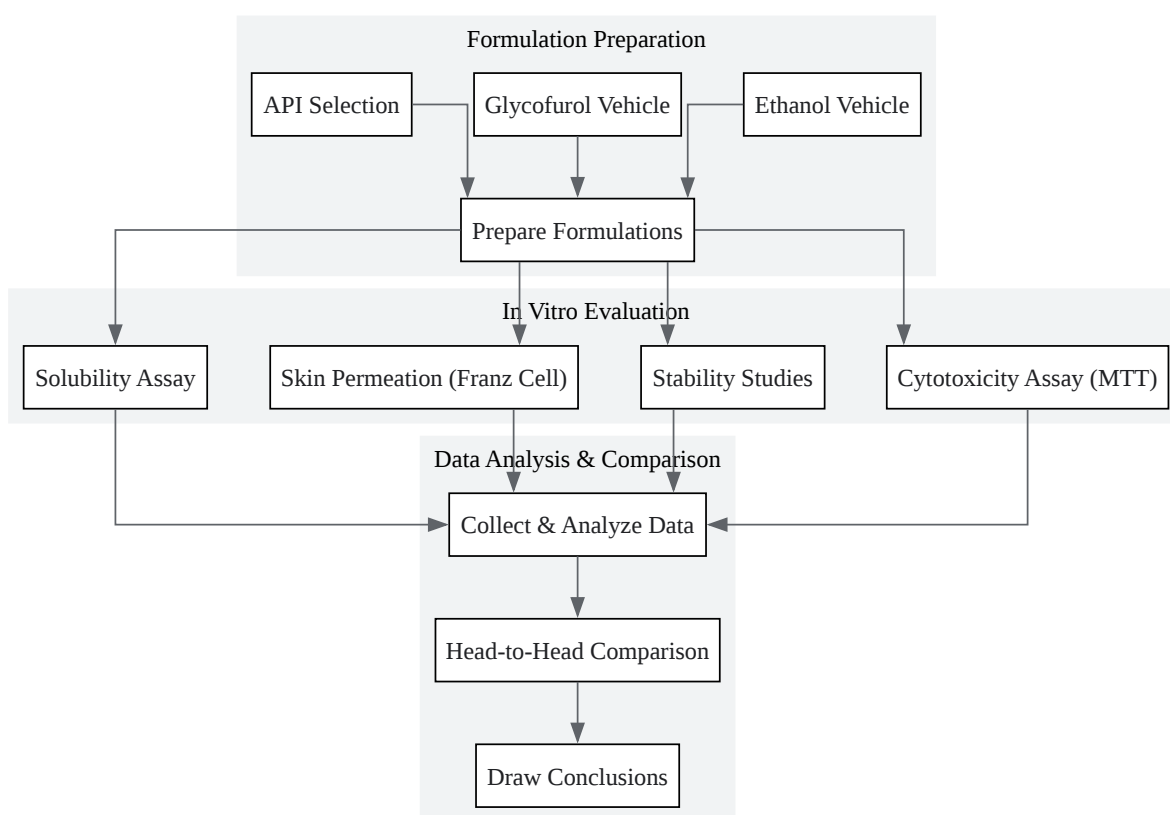 Formulation Preparation
API Selection
Glycofurol Vehicle
Ethanol Vehicle
Prepare Formulations
In Vitro Evaluation
Solubility Assay
Skin Permeation (Franz Cell)
Stability Studies
Cytotoxicity Assay (MTT)
Data Analysis & Comparison
Collect & Analyze Data
Head-to-Head Comparison
Draw Conclusions